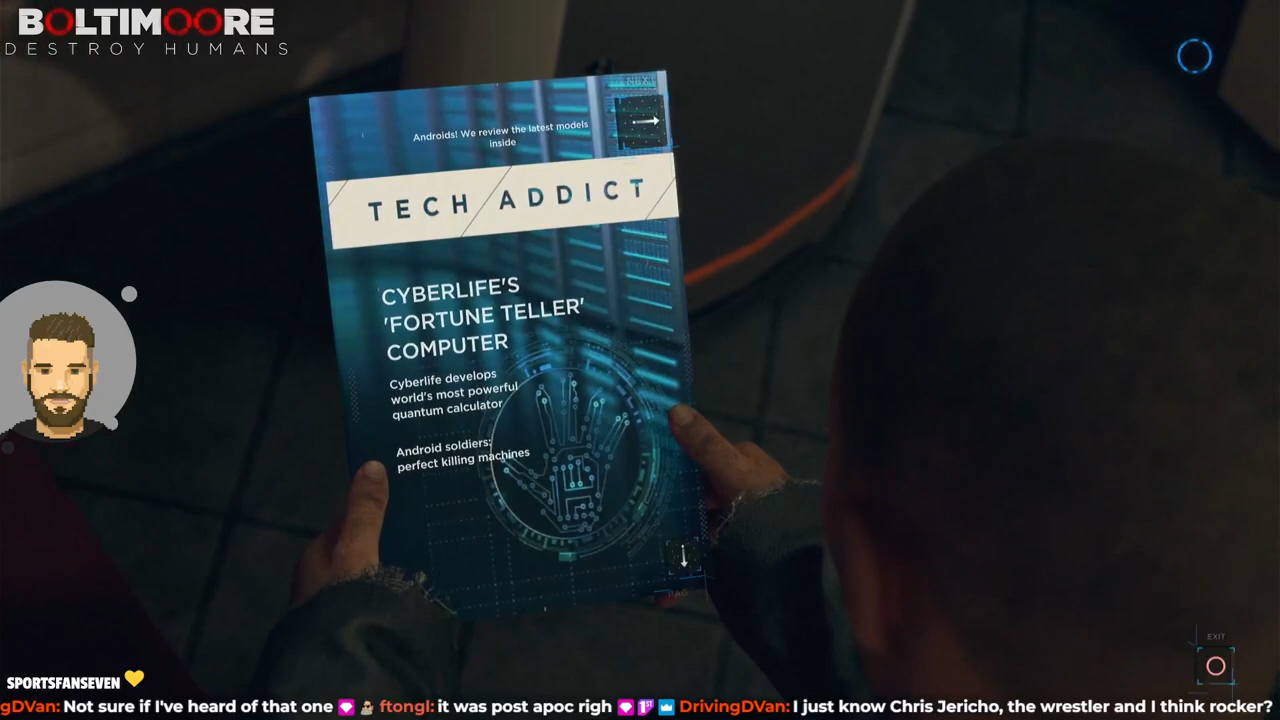 BOLTIMOORE
DESTROY HUMANS
NEXT
Androids! We review the latest models
inside
TECH ADDICT
CYBERLIFE'S
'FORTUNE TELLER'
COMPUTER
Cyberlife develops
world's most powerful
quantum calculator
Android soldiers:
perfect killing machines
EXIT
SPORTSFANSEVEN
gDVan: Not sure if I've heard of that one ftongl: it was post apoc righ DrivingDVan: I just know Chris Jericho, the wrestler and I think rocker?